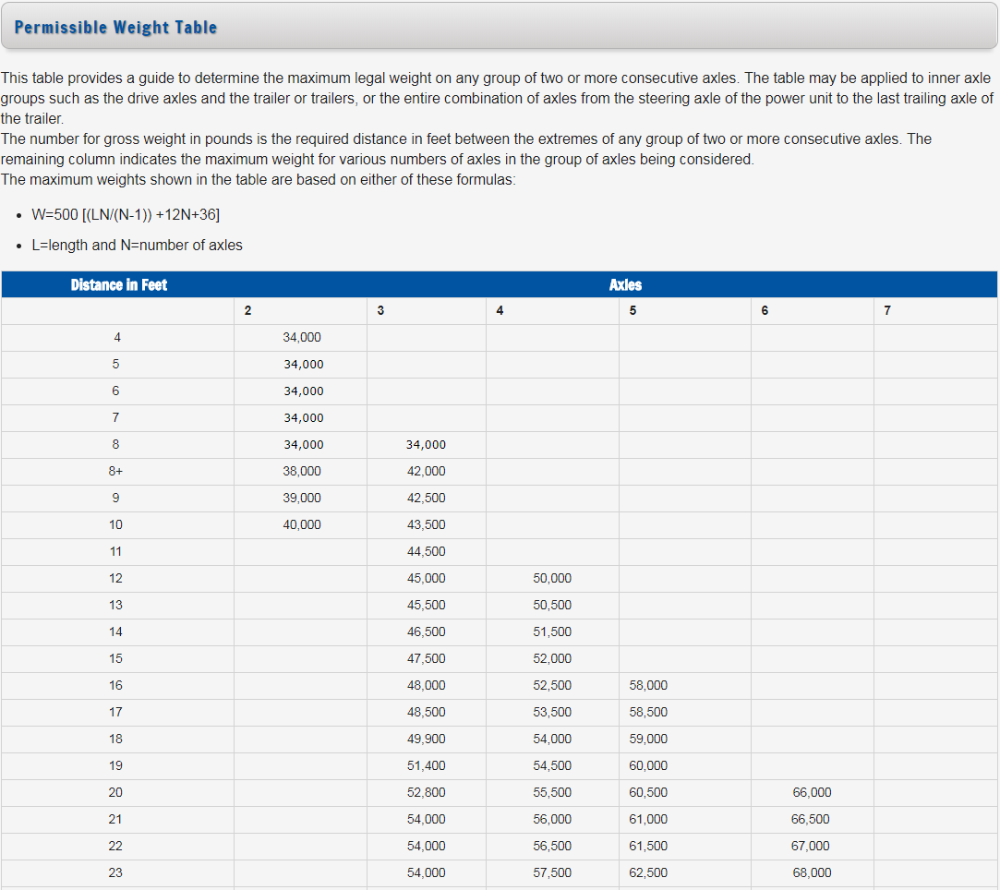 Permissible Weight Table
This table provides a guide to determine the maximum legal weight on any group of two or more consecutive axles. The table may be applied to inner axle
groups such as the drive axles and the trailer or trailers, or the entire combination of axles from the steering axle of the power unit to the last trailing axle of
the trailer.
The number for gross weight in pounds is the required distance in feet between the extremes of any group of two or more consecutive axles. The
remaining column indicates the maximum weight for various numbers of axles in the group of axles being considered.
The maximum weights shown in the table are based on either of these formulas:
• W=500 [(LN/(N-1)) +12N+36]
• L=length and N=number of axles
Distance in Feet Axles
2 3 4 5 6 7
4 34,000
5 34,000
6 34,000
7 34,000
8 34,000 34,000
8+ 38,000 42,000
9 39,000 42,500
10 40,000 43,500
11 44,500
12 45,000 50,000
13 45,500 50,500
14 46,500 51,500
15 47,500 52,000
16 48,000 52,500 58,000
17 48,500 53,500 58,500
18 49,900 54,000 59,000
19 51,400 54,500 60,000
20 52,800 55,500 60,500 66,000
21 54,000 56,000 61,000 66,500
22 54,000 56,500 61,500 67,000
23 54,000 57,500 62,500 68,000